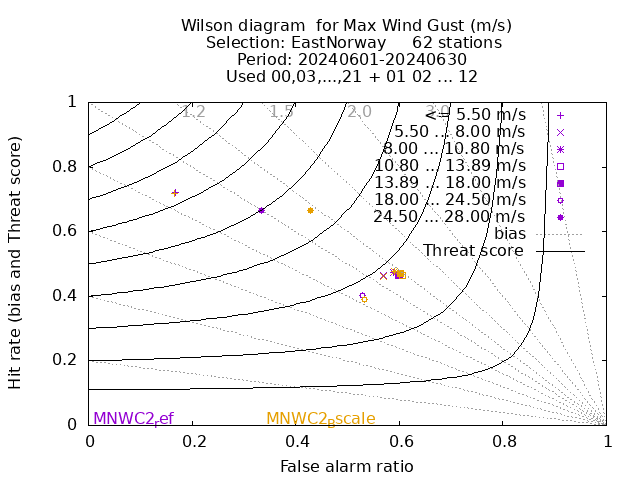 Wilson diagram  for Max Wind Gust (m/s)
Selection: EastNorway     62 stations
Period: 20240601-20240630
Used 00,03,...,21 + 01 02 ... 12
1.2 1.5 2.0 3.0
<= 5.50 m/s
5.50 ... 8.00 m/s
8.00 ... 10.80 m/s
10.80 ... 13.89 m/s
13.89 ... 18.00 m/s
18.00 ... 24.50 m/s
24.50 ... 28.00 m/s
bias
Threat score
1
0.8
0.6
0.4
0.2
0
Hit rate (bias and Threat score)
MNWC2ref MNWC2Bscale
0 0.2 0.4 0.6 0.8 1
False alarm ratio